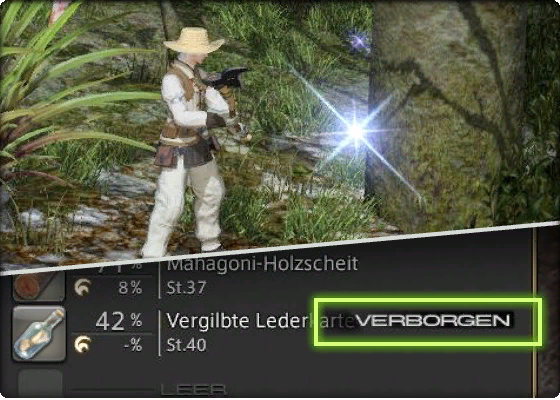 Mahagoni-Holzscheit
8% St.37
42% Vergilbte Lederkarte VERBORGEN
-% St.40
LEER